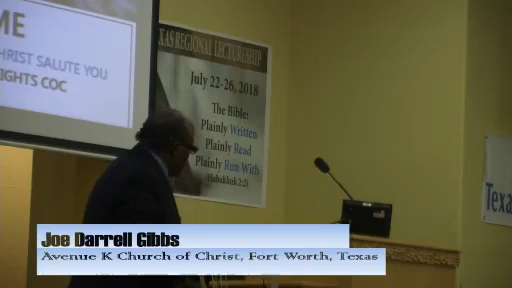 ME
CHRIST SALUTE YOU
IGHTS COC
XAS REGIONAL LECTURESHIP
July 22-26, 2018
The Bible:
Plainly Written
Plainly Read
Plainly Run With
(Habakkuk 2:2)
Texa
Joe Darrell Gibbs
Avenue K Church of Christ, Fort Worth, Texas